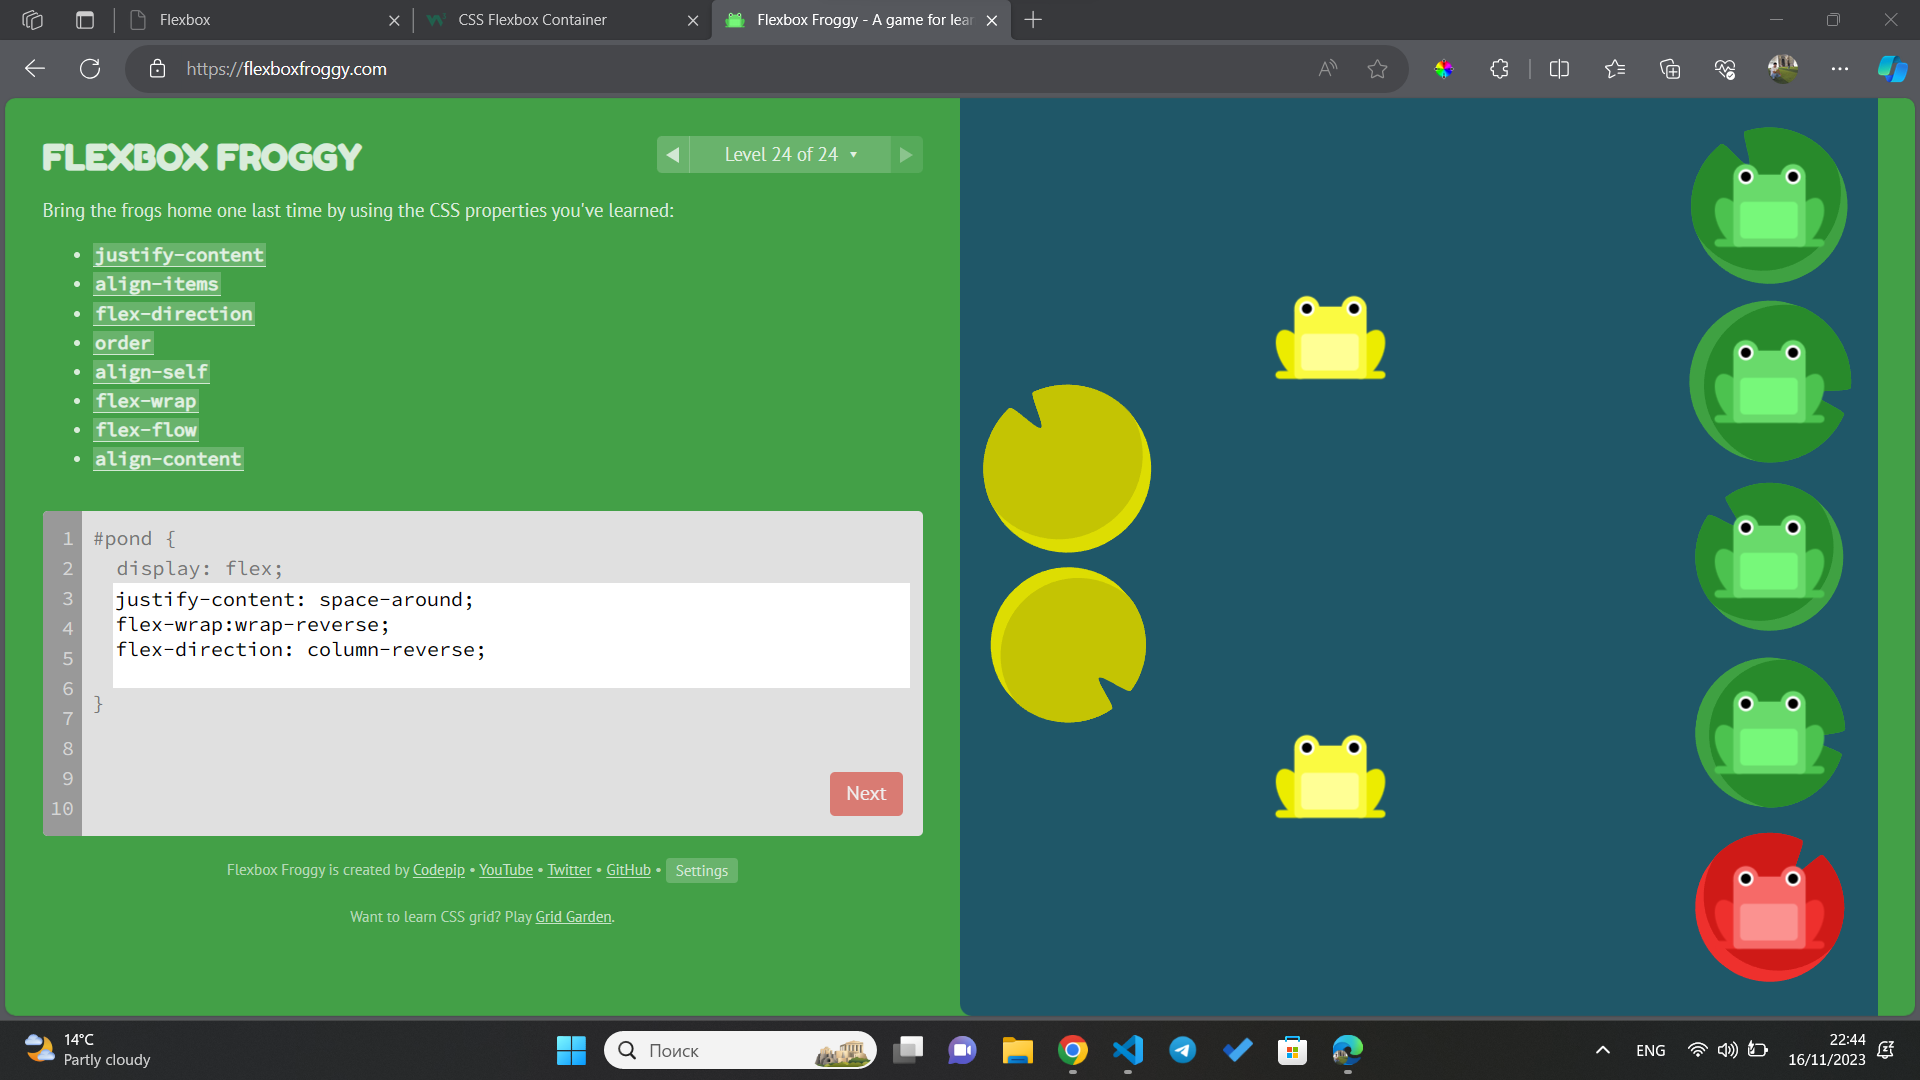 Flexbox
CSS Flexbox Container
Flexbox Froggy - A game for lear
https://flexboxfroggy.com
FLEXBOX FROGGY
Level 24 of 24
Bring the frogs home one last time by using the CSS properties you've learned:
justify-content
align-items
flex-direction
order
align-self
flex-wrap
flex-flow
align-content
1 #pond {
2 display: flex;
3 justify-content: space-around;
4 flex-wrap:wrap-reverse;
5 flex-direction: column-reverse;
6
7 }
8
9
10
Next
Flexbox Froggy is created by Codepip • YouTube • Twitter • GitHub • Settings
Want to learn CSS grid? Play Grid Garden.
14°C
Partly cloudy
Поиск
ENG
22:44
16/11/2023